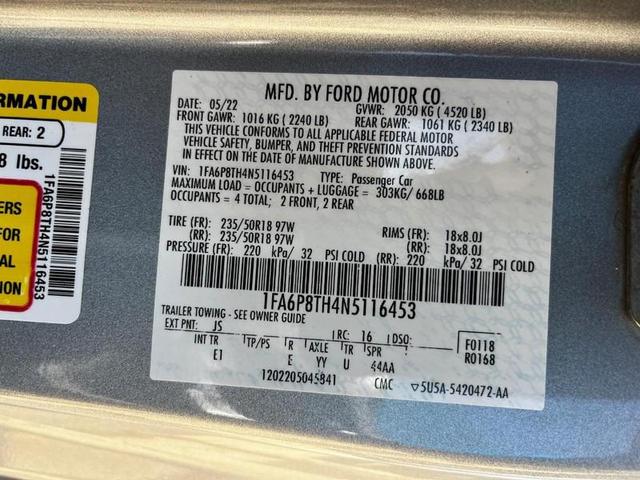 ORMATION
REAR: 2
8 lbs.
ERS
FOR
AL
TION
1FA6P8TH4N5116453
MFD. BY FORD MOTOR CO.
DATE: 05/22 GVWR: 2050 KG (4520 LB)
FRONT GAWR: 1016 KG (2240 LB) REAR GAWR: 1061 KG (2340 LB)
THIS VEHICLE CONFORMS TO ALL APPLICABLE FEDERAL MOTOR
VEHICLE SAFETY, BUMPER, AND THEFT PREVENTION STANDARDS
IN EFFECT ON THE DATE OF MANUFACTURE SHOWN ABOVE.
VIN: 1FA6P8TH4N5116453 TYPE: Passenger Car
MAXIMUM LOAD = OCCUPANTS + LUGGAGE = 303KG/ 668LB
OCCUPANTS = 4 TOTAL; 2 FRONT, 2 REAR
TIRE (FR): 235/50R18 97W RIMS (FR): 18x8.0J
(RR): 235/50R18 97W (RR): 18x8.0J
PRESSURE (FR): 220 kPa/ 32 PSI COLD (RR): 220 kPa/ 32 PSI COLD
1FA6P8TH4N5116453
TRAILER TOWING - SEE OWNER GUIDE
EXT PNT: JS RC: 16 DSO: F0118
R0168
INT TR TP/PS R AXLE TR SPR
E1 E YY U 44AA
1202205045841 CMC 5U5A-5420472-AA